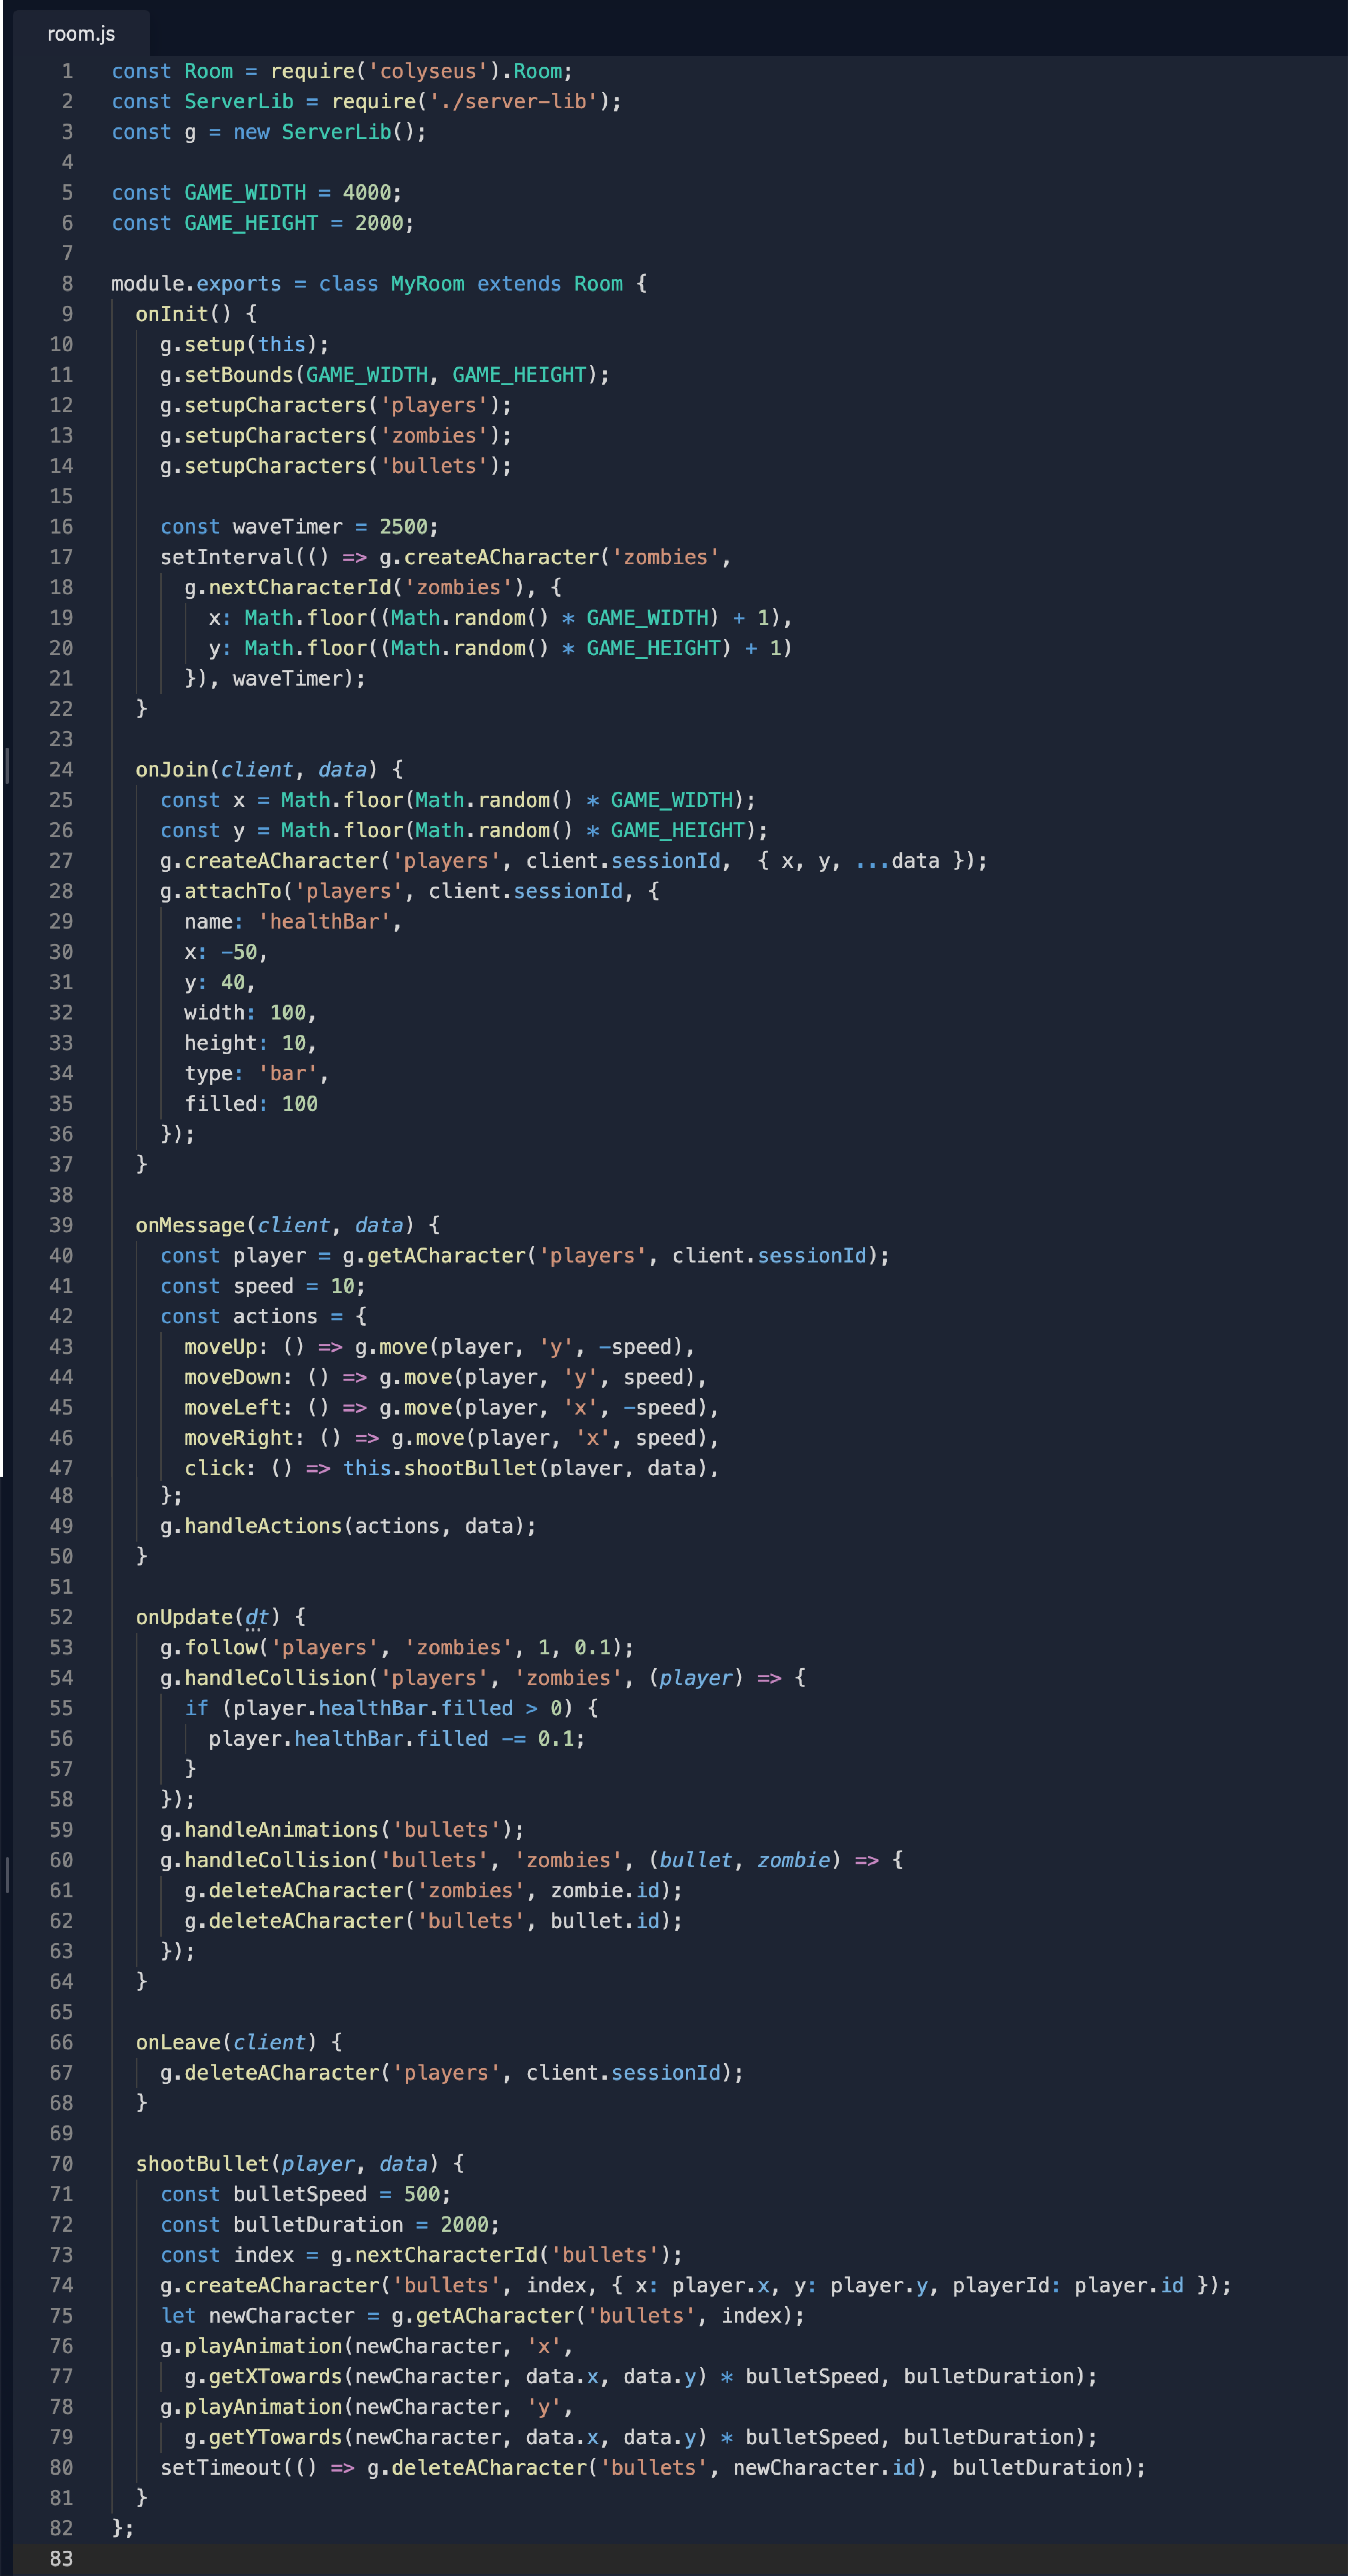 room.js
1 const Room = require('colyseus').Room;
2 const ServerLib = require('./server-lib');
3 const g = new ServerLib();
4
5 const GAME_WIDTH = 4000;
6 const GAME_HEIGHT = 2000;
7
8 module.exports = class MyRoom extends Room {
9   onInit() {
10     g.setup(this);
11     g.setBounds(GAME_WIDTH, GAME_HEIGHT);
12     g.setupCharacters('players');
13     g.setupCharacters('zombies');
14     g.setupCharacters('bullets');
15
16     const waveTimer = 2500;
17     setInterval(() => g.createACharacter('zombies',
18       g.nextCharacterId('zombies'), {
19         x: Math.floor((Math.random() * GAME_WIDTH) + 1),
20         y: Math.floor((Math.random() * GAME_HEIGHT) + 1)
21       }), waveTimer);
22   }
23
24   onJoin(client, data) {
25     const x = Math.floor(Math.random() * GAME_WIDTH);
26     const y = Math.floor(Math.random() * GAME_HEIGHT);
27     g.createACharacter('players', client.sessionId,  { x, y, ...data });
28     g.attachTo('players', client.sessionId, {
29       name: 'healthBar',
30       x: -50,
31       y: 40,
32       width: 100,
33       height: 10,
34       type: 'bar',
35       filled: 100
36     });
37   }
38
39   onMessage(client, data) {
40     const player = g.getACharacter('players', client.sessionId);
41     const speed = 10;
42     const actions = {
43       moveUp: () => g.move(player, 'y', -speed),
44       moveDown: () => g.move(player, 'y', speed),
45       moveLeft: () => g.move(player, 'x', -speed),
46       moveRight: () => g.move(player, 'x', speed),
47       click: () => this.shootBullet(player, data),
48     };
49     g.handleActions(actions, data);
50   }
51
52   onUpdate(dt) {
53     g.follow('players', 'zombies', 1, 0.1);
54     g.handleCollision('players', 'zombies', (player) => {
55       if (player.healthBar.filled > 0) {
56         player.healthBar.filled -= 0.1;
57       }
58     });
59     g.handleAnimations('bullets');
60     g.handleCollision('bullets', 'zombies', (bullet, zombie) => {
61       g.deleteACharacter('zombies', zombie.id);
62       g.deleteACharacter('bullets', bullet.id);
63     });
64   }
65
66   onLeave(client) {
67     g.deleteACharacter('players', client.sessionId);
68   }
69
70   shootBullet(player, data) {
71     const bulletSpeed = 500;
72     const bulletDuration = 2000;
73     const index = g.nextCharacterId('bullets');
74     g.createACharacter('bullets', index, { x: player.x, y: player.y, playerId: player.id });
75     let newCharacter = g.getACharacter('bullets', index);
76     g.playAnimation(newCharacter, 'x',
77       g.getXTowards(newCharacter, data.x, data.y) * bulletSpeed, bulletDuration);
78     g.playAnimation(newCharacter, 'y',
79       g.getYTowards(newCharacter, data.x, data.y) * bulletSpeed, bulletDuration);
80     setTimeout(() => g.deleteACharacter('bullets', newCharacter.id), bulletDuration);
81   }
82 };
83